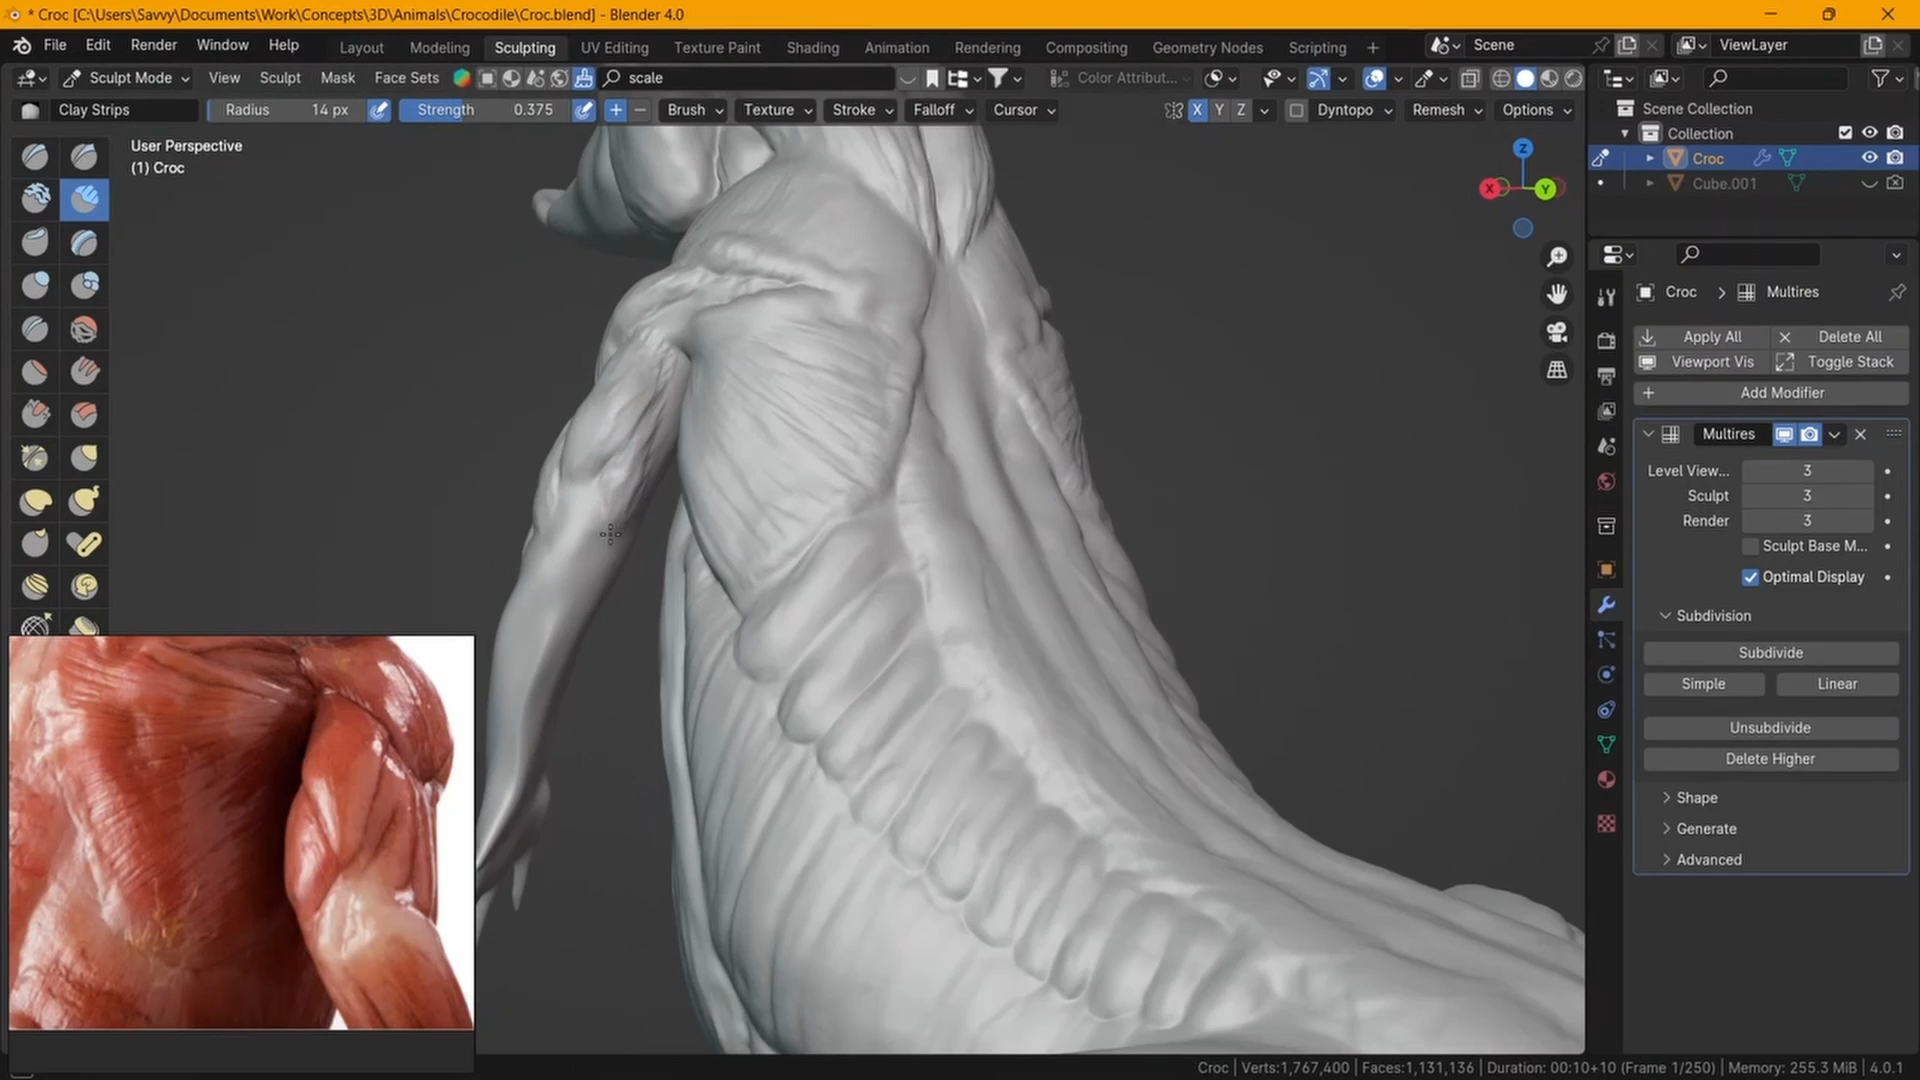 * Croc [C:\Users\Savvy\Documents\Work\Concepts\3D\Animals\Crocodile\Croc.blend] - Blender 4.0
File Edit Render Window Help Layout Modeling Sculpting UV Editing Texture Paint Shading Animation Rendering Compositing Geometry Nodes Scripting + Scene ViewLayer
Sculpt Mode View Sculpt Mask Face Sets scale Color Attribut...
Clay Strips Radius 14 px Strength 0.375 + − Brush Texture Stroke Falloff Cursor X Y Z Dyntopo Remesh Options
User Perspective
(1) Croc
Z
X
Y
Scene Collection
Collection
Croc
Cube.001
Croc > Multires
Apply All Delete All
Viewport Vis Toggle Stack
Add Modifier
Multires
Level View... 3
Sculpt 3
Render 3
Sculpt Base M...
Optimal Display
Subdivision
Subdivide
Simple Linear
Unsubdivide
Delete Higher
Shape
Generate
Advanced
Croc | Verts:1,767,400 | Faces:1,131,136 | Duration: 00:10+10 (Frame 1/250) | Memory: 255.3 MiB | 4.0.1